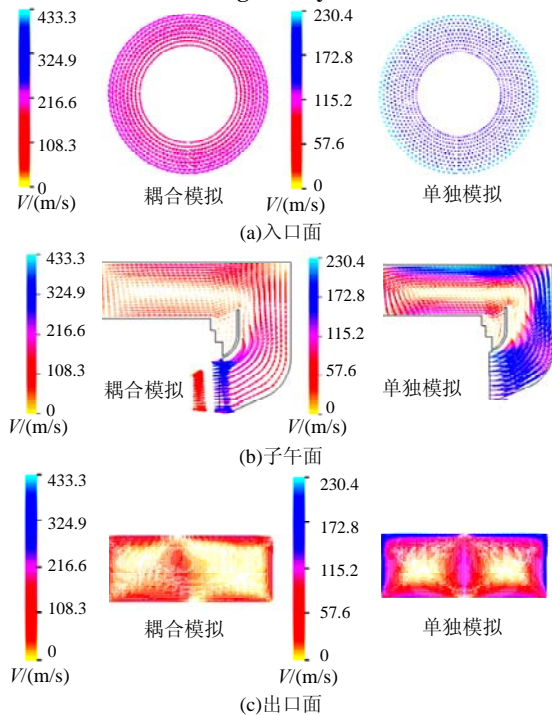 433.3
324.9
216.6
108.3
0
V/(m/s)
耦合模拟
230.4
172.8
115.2
57.6
0
V/(m/s)
单独模拟
(a)入口面
433.3
324.9
216.6
108.3
0
V/(m/s)
耦合模拟
230.4
172.8
115.2
57.6
0
V/(m/s)
单独模拟
(b)子午面
433.3
324.9
216.6
108.3
0
V/(m/s)
耦合模拟
230.4
172.8
115.2
57.6
0
V/(m/s)
单独模拟
(c)出口面